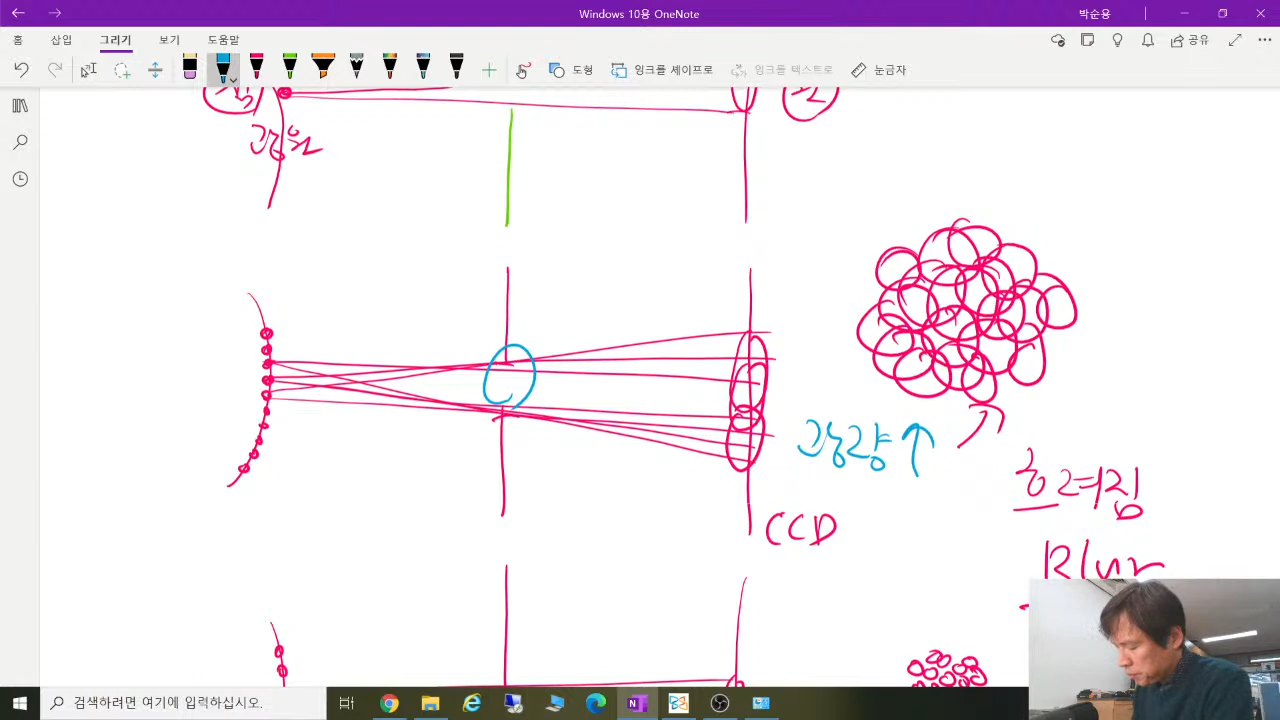 Windows 10용 OneNote
박순용
홈 삽입 그리기 보기 도움말
공유
도형
잉크를 셰이프로
잉크를 텍스트로
눈금자
점
광원
광량↑
흐려짐
CCD
Blur
검색하려면 여기에 입력하십시오.